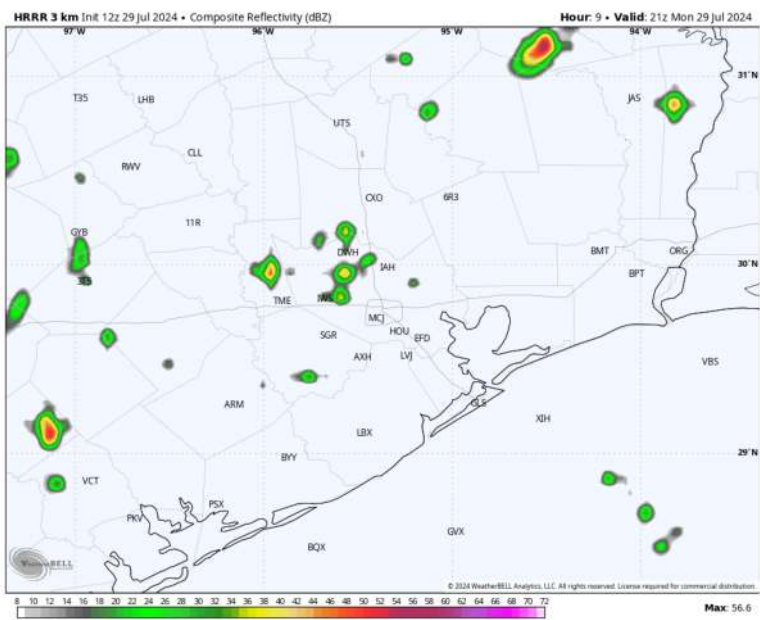 HRRR 3 km Init 12z 29 Jul 2024 • Composite Reflectivity (dBZ)
Hour: 9 • Valid: 21z Mon 29 Jul 2024
97°W 96°W 95°W 94°W
31°N
T35 LHB JAS
UTS
CLL
RWV
CXO 6R3
11R
GYB
DWH BMT ORG
IAH 30°N
BPT
3T5
TME IWS
MCJ
SGR HOU EFD
AXH LVJ
VBS
ARM GLS
LBX XIH
BYY 29°N
VCT
PSX
PKV
GVX
BQX
WeatherBELL
© 2024 WeatherBELL Analytics, LLC. All rights reserved. License required for commercial distribution.
8 10 12 14 16 18 20 22 24 26 28 30 32 34 36 38 40 42 44 46 48 50 52 54 56 58 60 62 64 66 68 70 72
Max: 56.6